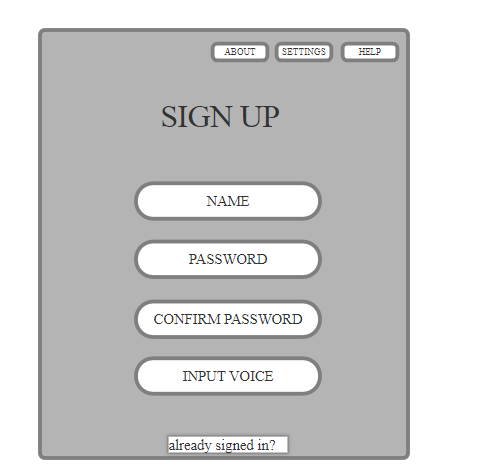 ABOUT SETTINGS HELP
SIGN UP
NAME
PASSWORD
CONFIRM PASSWORD
INPUT VOICE
already signed in?